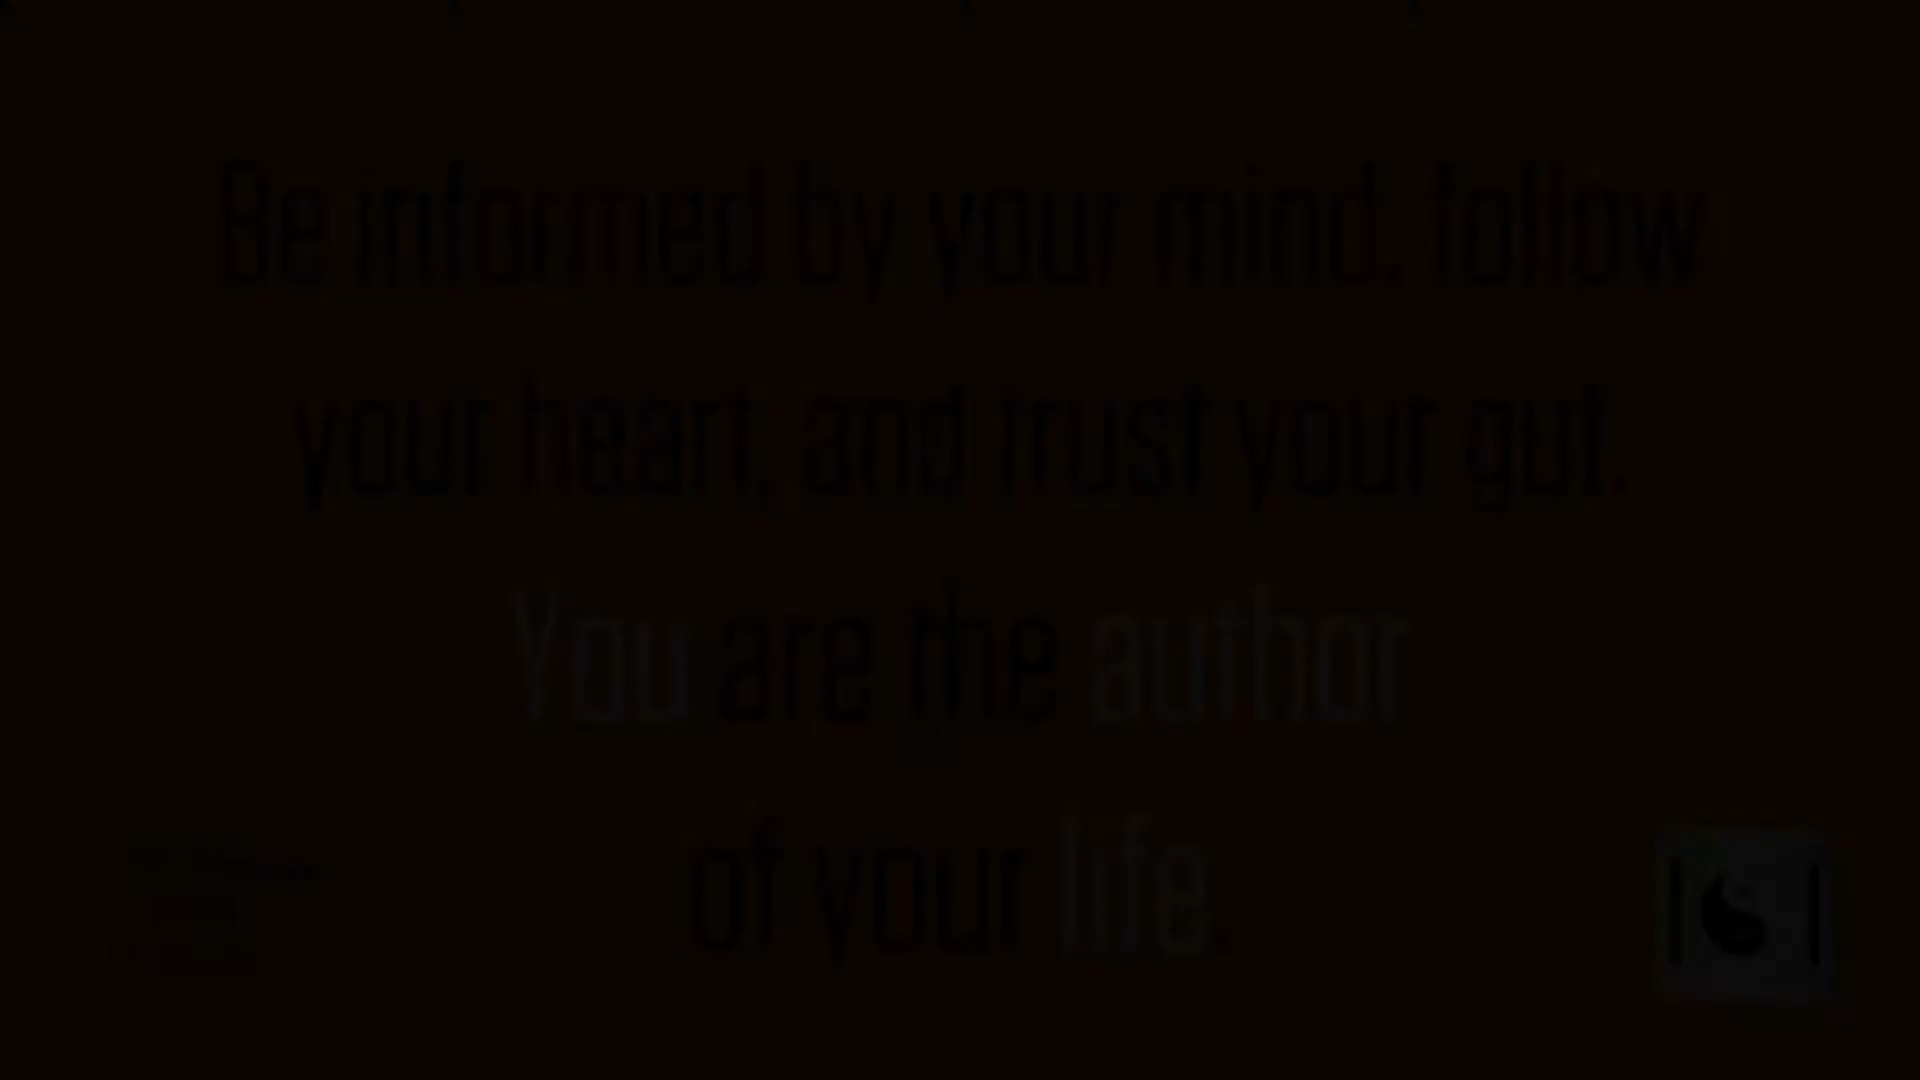 Be informed by your mind, follow
your heart, and trust your gut.
You are the author
of your life.